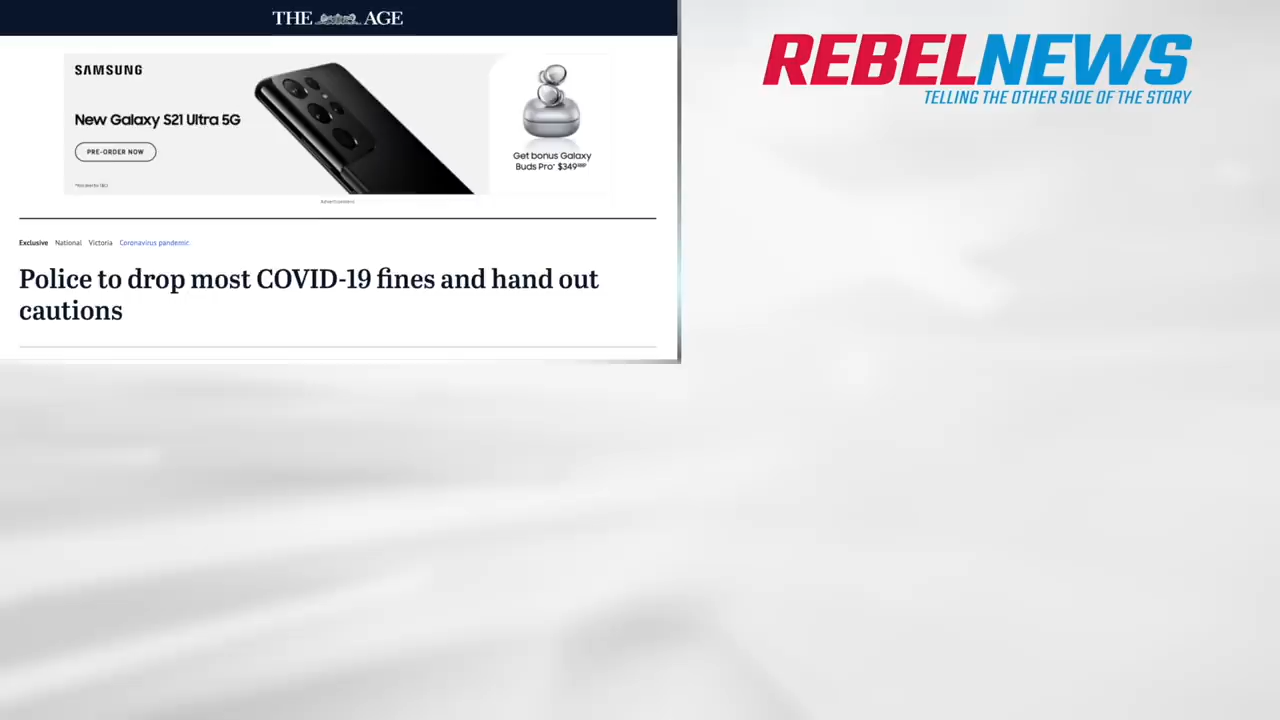 THE AGE
SAMSUNG
New Galaxy S21 Ultra 5G
PRE-ORDER NOW
Get bonus Galaxy
Buds Pro* $349
Advertisement
Exclusive National Victoria Coronavirus pandemic
Police to drop most COVID-19 fines and hand out
cautions
REBELNEWS
TELLING THE OTHER SIDE OF THE STORY